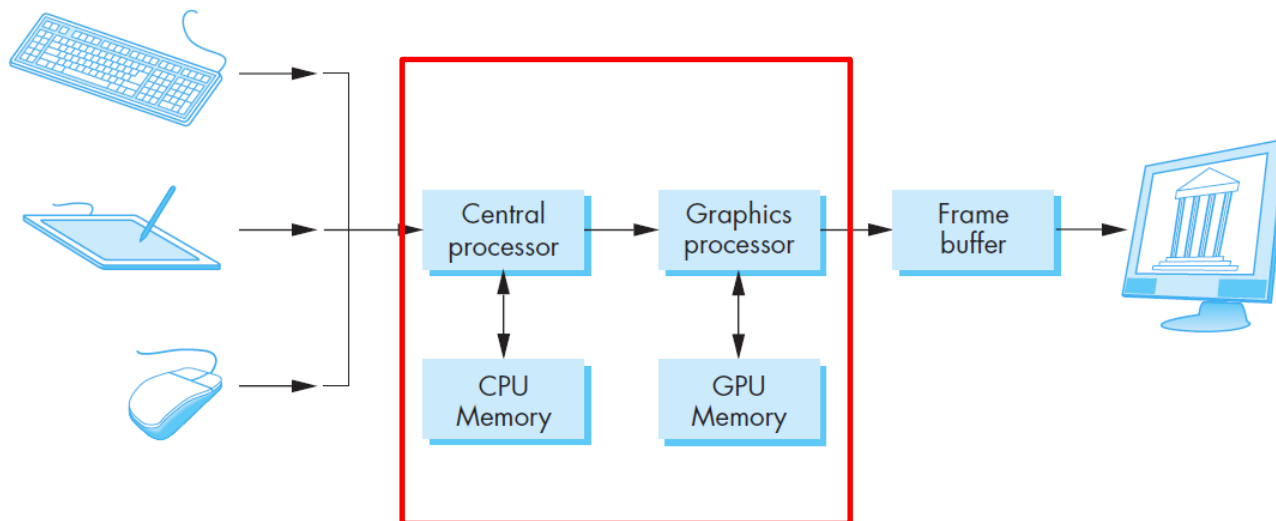 Central
processor
Graphics
processor
Frame
buffer
CPU
Memory
GPU
Memory